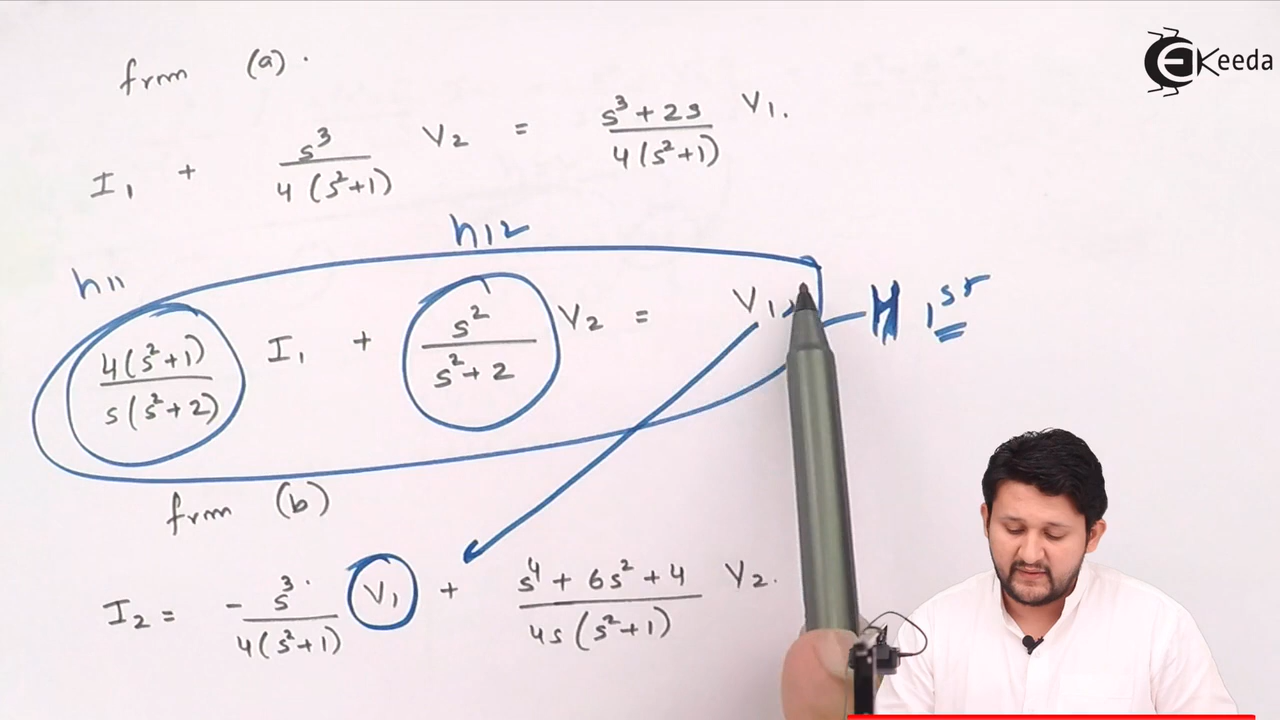 Keeda
frm (a).
I₁ + s³/4(s²+1) V₂ = s³+2s/4(s²+1) V₁.
h12
h11
4(s²+1)/s(s²+2) I₁ + s²/s²+2 V₂ = V₁ H 1sr
frm (b)
I₂ = - s³/4(s²+1) V₁ + s⁴+6s²+4/4s(s²+1) V₂.